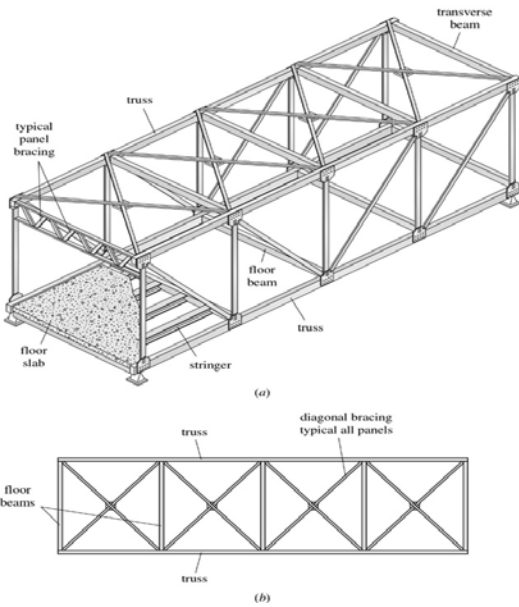 transverse
beam
truss
typical
panel
bracing
floor
beam
truss
floor
slab
stringer
(a)
diagonal bracing
typical all panels
truss
floor
beams
truss
(b)